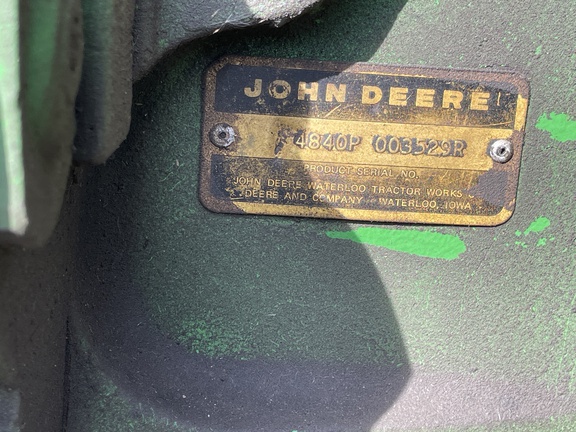 JOHN DEERE
4840P 003529R
PRODUCT SERIAL NO.
JOHN DEERE WATERLOO TRACTOR WORKS
DEERE AND COMPANY WATERLOO, IOWA